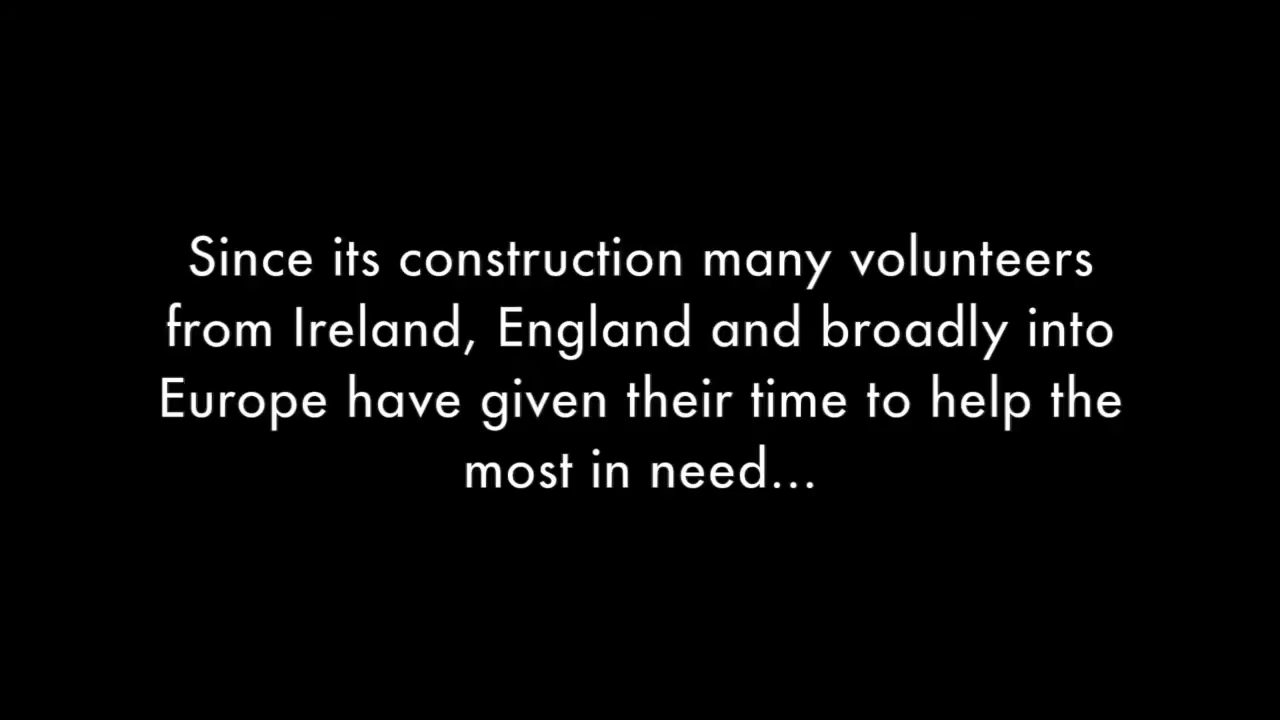 Since its construction many volunteers
from Ireland, England and broadly into
Europe have given their time to help the
most in need...